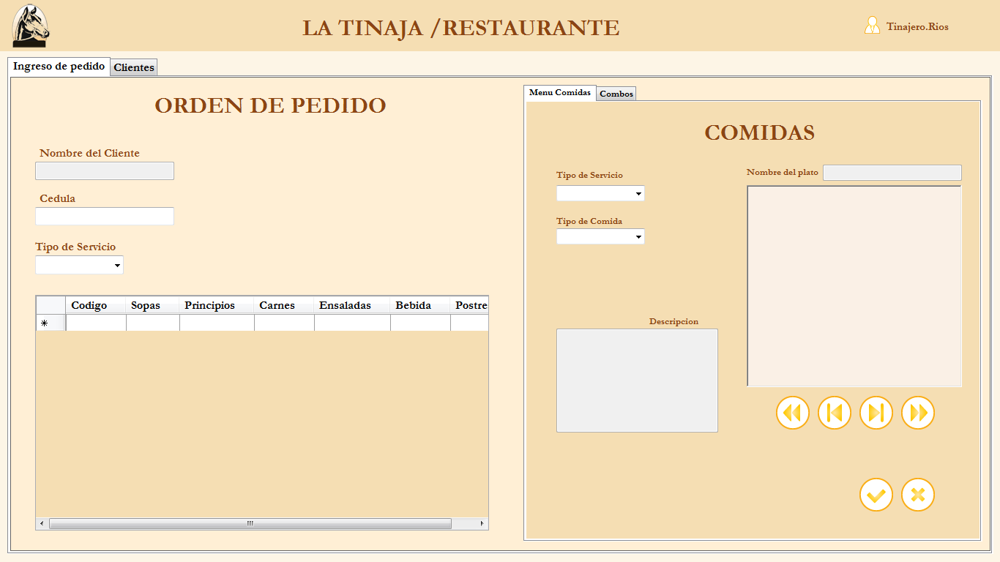 LA TINAJA /RESTAURANTE
Tinajero.Rios
Ingreso de pedido
Clientes
ORDEN DE PEDIDO
Nombre del Cliente
Cedula
Tipo de Servicio
Codigo Sopas Principios Carnes Ensaladas Bebida Postre
Menu Comidas
Combos
COMIDAS
Tipo de Servicio
Nombre del plato
Tipo de Comida
Descripcion